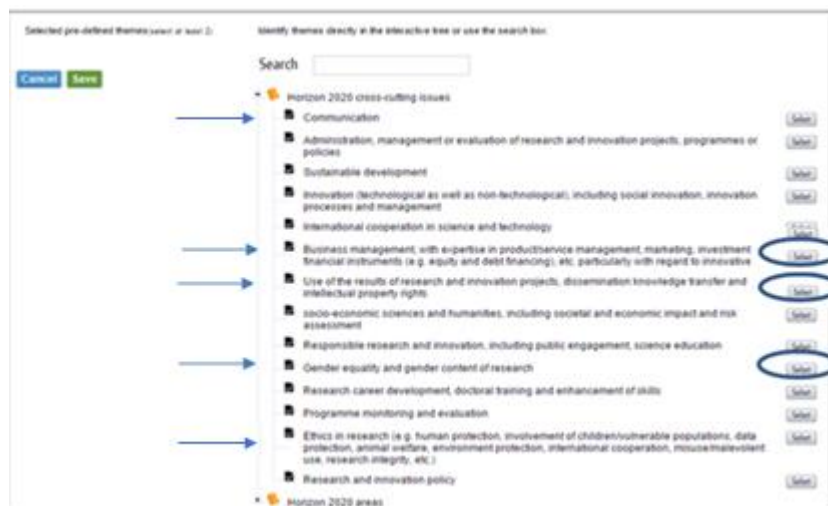 Selected pre-defined themes(select at least 2)
Identify themes directly in the interactive tree or use the search box:
Search
Cancel Save
Horizon 2020 cross-cutting issues
Communication
Select
Administration, management or evaluation of research and innovation projects, programmes or
policies
Select
Sustainable development
Select
Innovation (technological as well as non-technological), including social innovation, innovation
processes and management
Select
International cooperation in science and technology
Select
Business management, with expertise in product/service management, marketing, investment
financial instruments (e.g. equity and debt financing), etc. particularly with regard to innovative
Select
Use of the results of research and innovation projects, dissemination knowledge transfer and
intellectual property rights
Select
socio-economic sciences and humanities, including societal and economic impact and risk
assessment
Select
Responsible research and innovation, including public engagement, science education
Select
Gender equality and gender content of research
Select
Research career development, doctoral training and enhancement of skills
Select
Programme monitoring and evaluation
Select
Ethics in research (e.g. human protection, involvement of children/vulnerable populations, data
protection, animal welfare, environment protection, international cooperation, misuse/malevolent
use, research integrity, etc.)
Select
Research and innovation policy
Select
Horizon 2020 areas